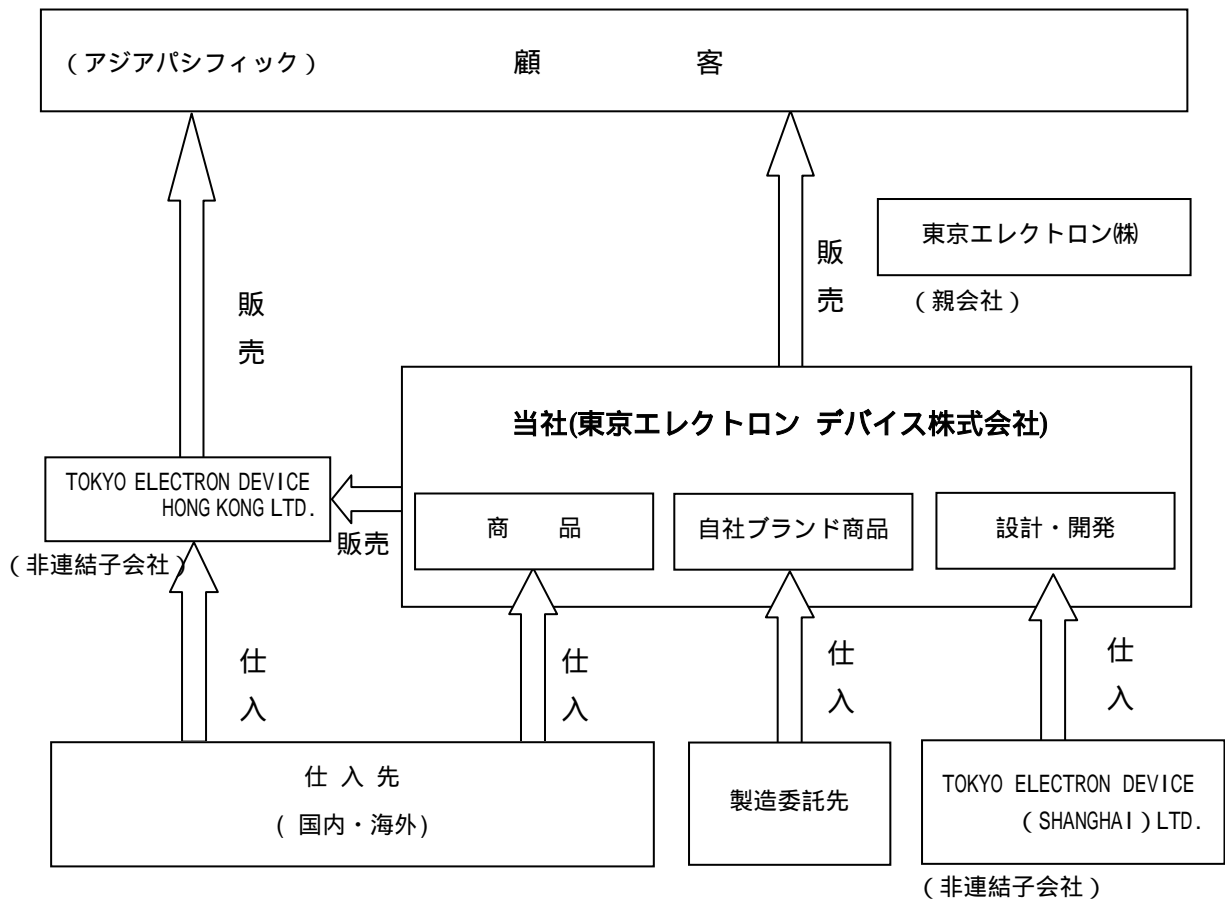 (アジアパシフィック) 顧 客
東京エレクトロン㈱
(親会社)
販売
販売
当社(東京エレクトロン デバイス株式会社)
TOKYO ELECTRON DEVICE
HONG KONG LTD.
(非連結子会社)
販売
商 品
自社ブランド商品
設計・開発
仕入
仕入
仕入
仕入
仕 入 先
( 国内・海外)
製造委託先
TOKYO ELECTRON DEVICE
(SHANGHAI)LTD.
(非連結子会社)